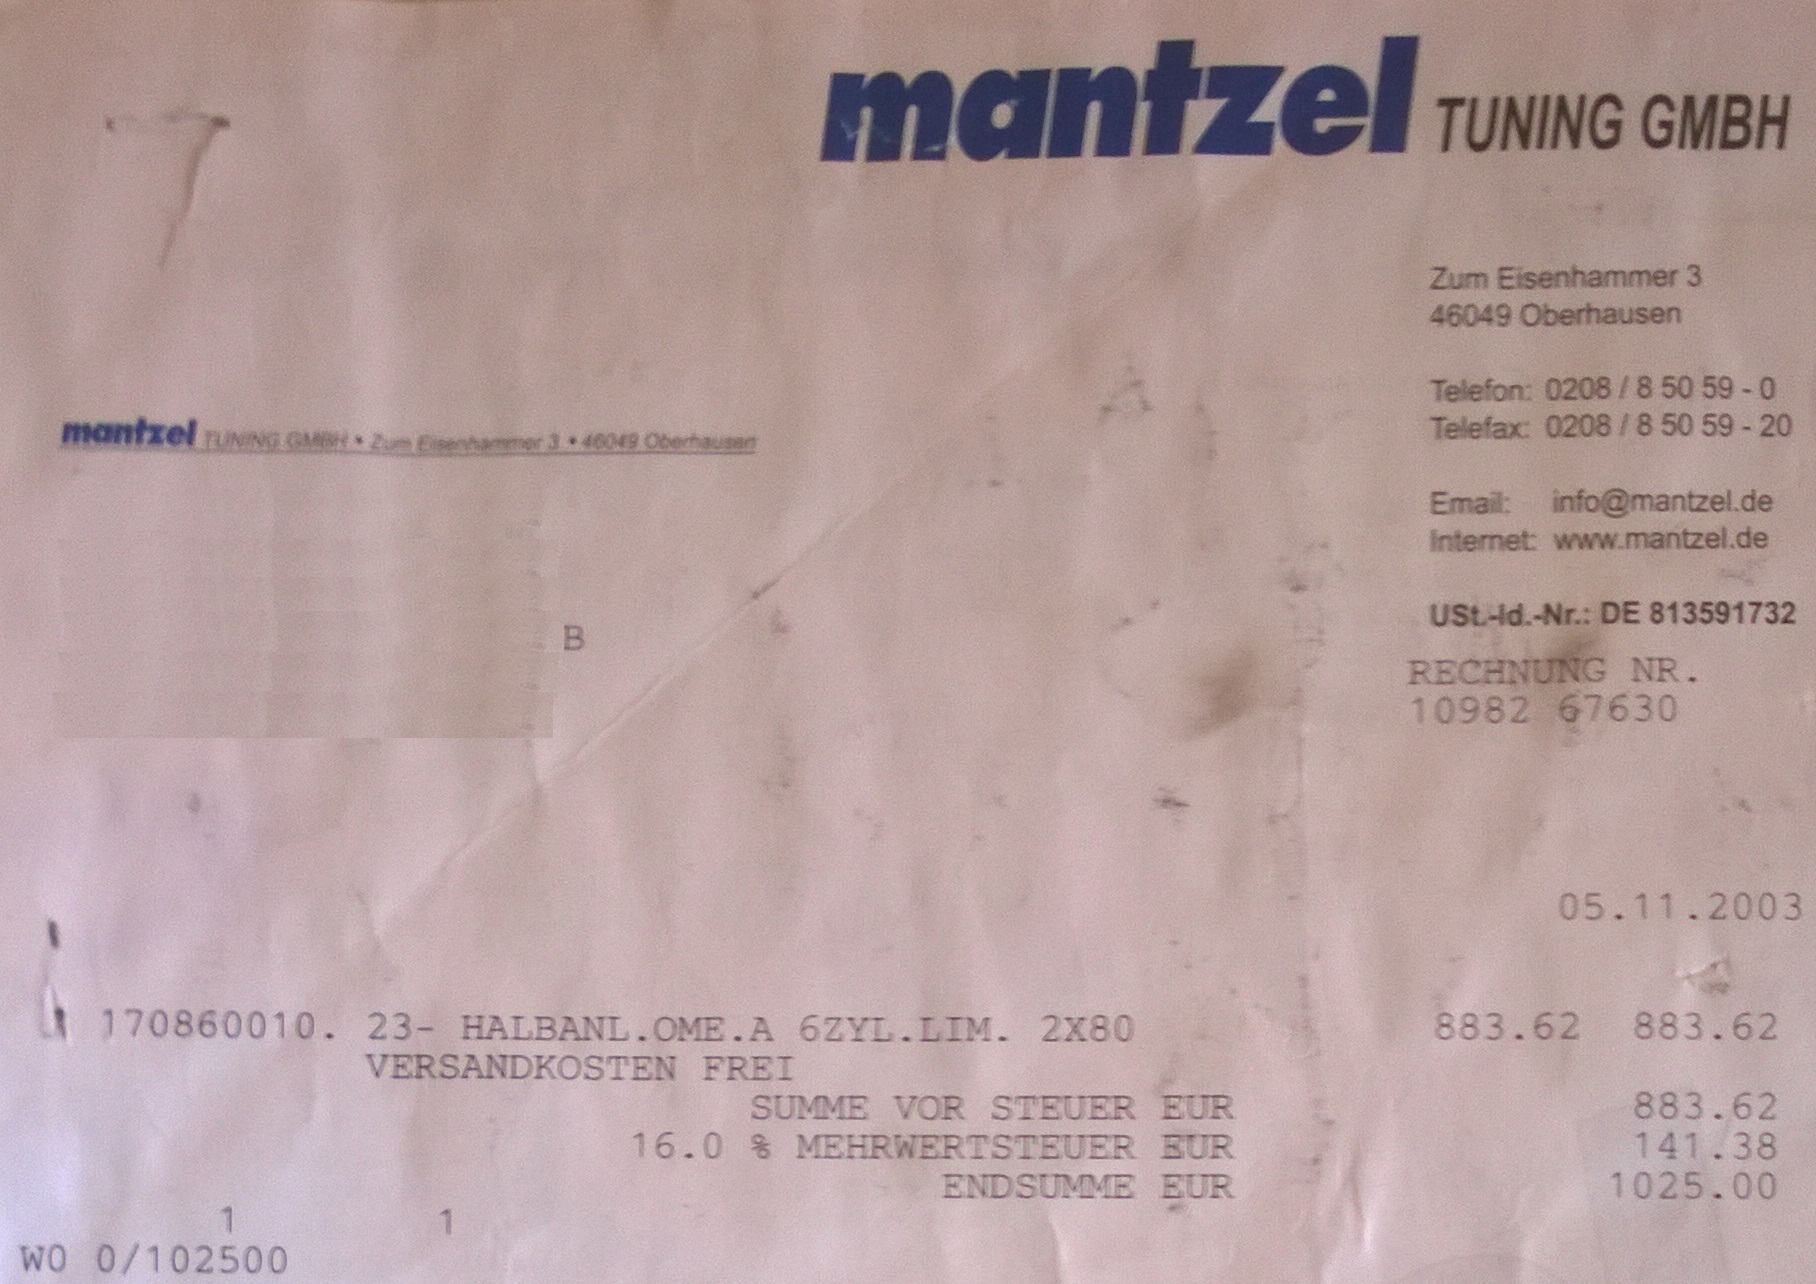 mantzel TUNING GMBH
Zum Eisenhammer 3
46049 Oberhausen
Telefon: 0208 / 8 50 59 - 0
Telefax: 0208 / 8 50 59 - 20
mantzel TUNING GMBH • Zum Eisenhammer 3 • 46049 Oberhausen
Email: info@mantzel.de
Internet: www.mantzel.de
USt.-Id.-Nr.: DE 813591732
B
RECHNUNG NR.
10982 67630
05.11.2003
170860010. 23- HALBANL.OME.A 6ZYL.LIM. 2X80 883.62 883.62
VERSANDKOSTEN FREI
SUMME VOR STEUER EUR 883.62
16.0 % MEHRWERTSTEUER EUR 141.38
ENDSUMME EUR 1025.00
1 1
WO 0/102500